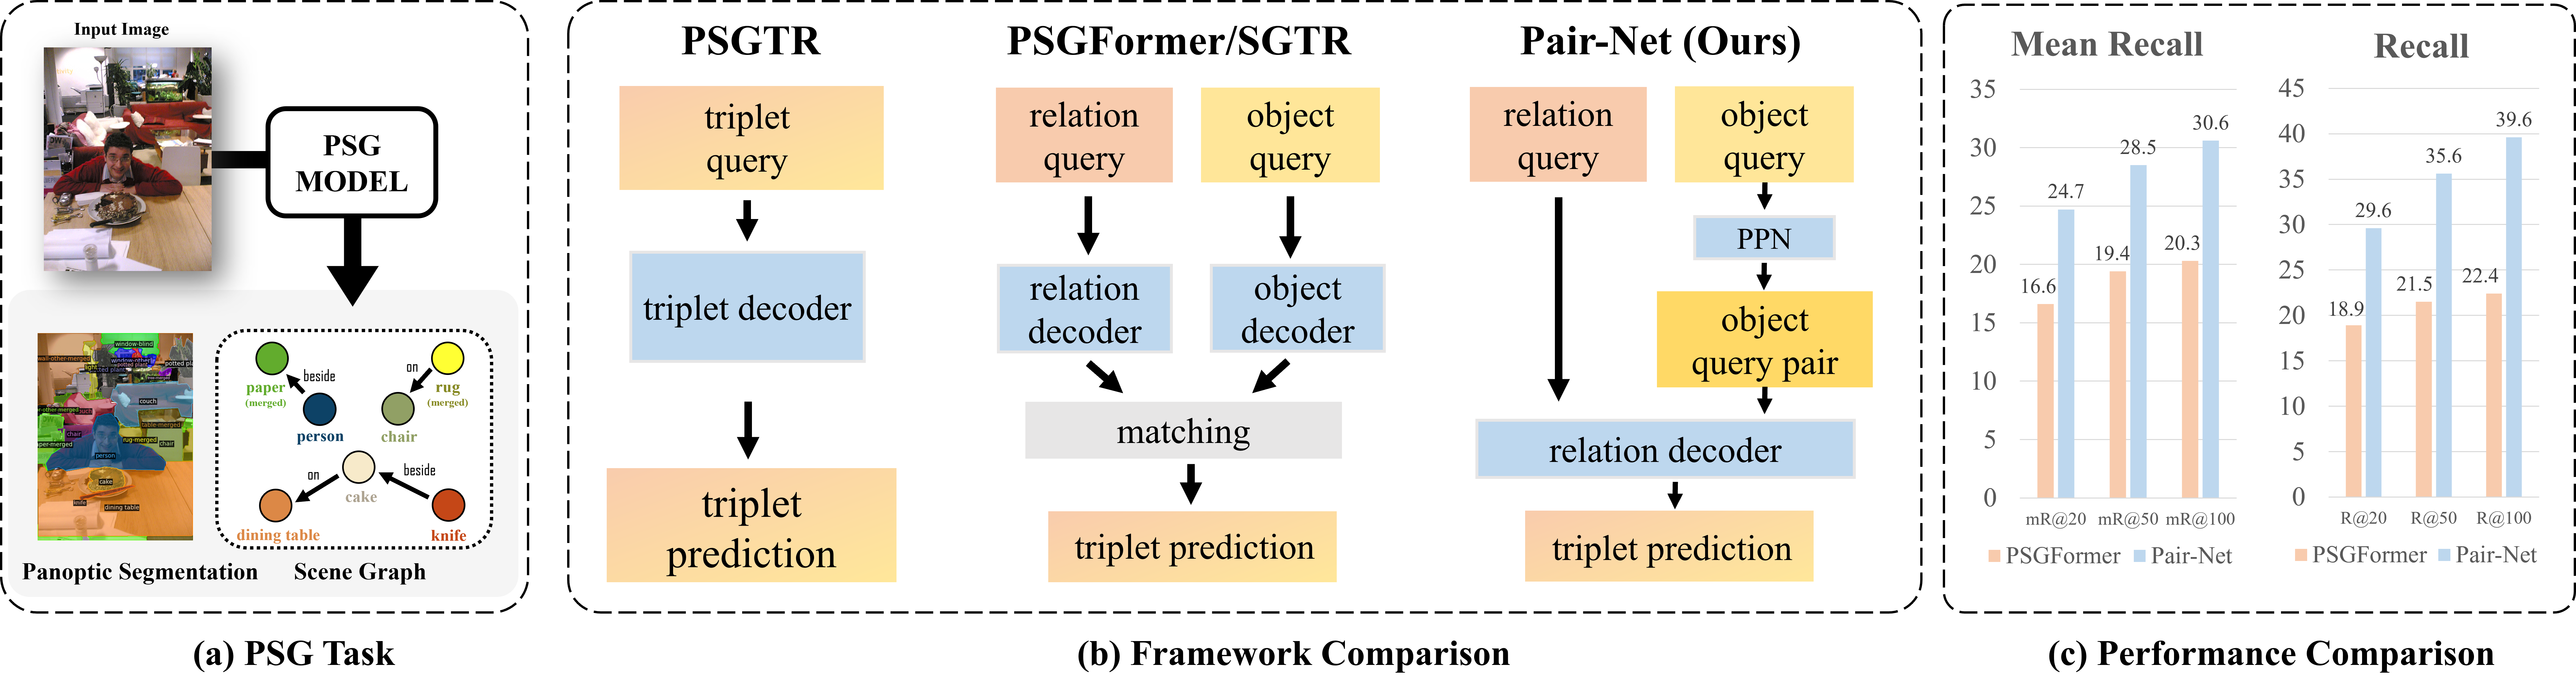 Input Image
PSG
MODEL
window-blind
wall-other-merged
potted pl
light
couch
table-merged
chair
rug-merged
chair
paper-merged
person
cake
knife
dining table
beside
on
paper
(merged)
rug
(merged)
person
chair
on
beside
cake
dining table
knife
Panoptic Segmentation
Scene Graph
(a) PSG Task
PSGTR
triplet
query
triplet decoder
triplet
prediction
PSGFormer/SGTR
relation
query
object
query
relation
decoder
object
decoder
matching
triplet prediction
Pair-Net (Ours)
relation
query
object
query
PPN
object
query pair
relation decoder
triplet prediction
(b) Framework Comparison
Mean Recall
35
30
25
20
15
10
5
0
16.6
24.7
19.4
28.5
20.3
30.6
mR@20
mR@50
mR@100
PSGFormer
Pair-Net
Recall
45
40
35
30
25
20
15
10
5
0
18.9
29.6
21.5
35.6
22.4
39.6
R@20
R@50
R@100
PSGFormer
Pair-Net
(c) Performance Comparison